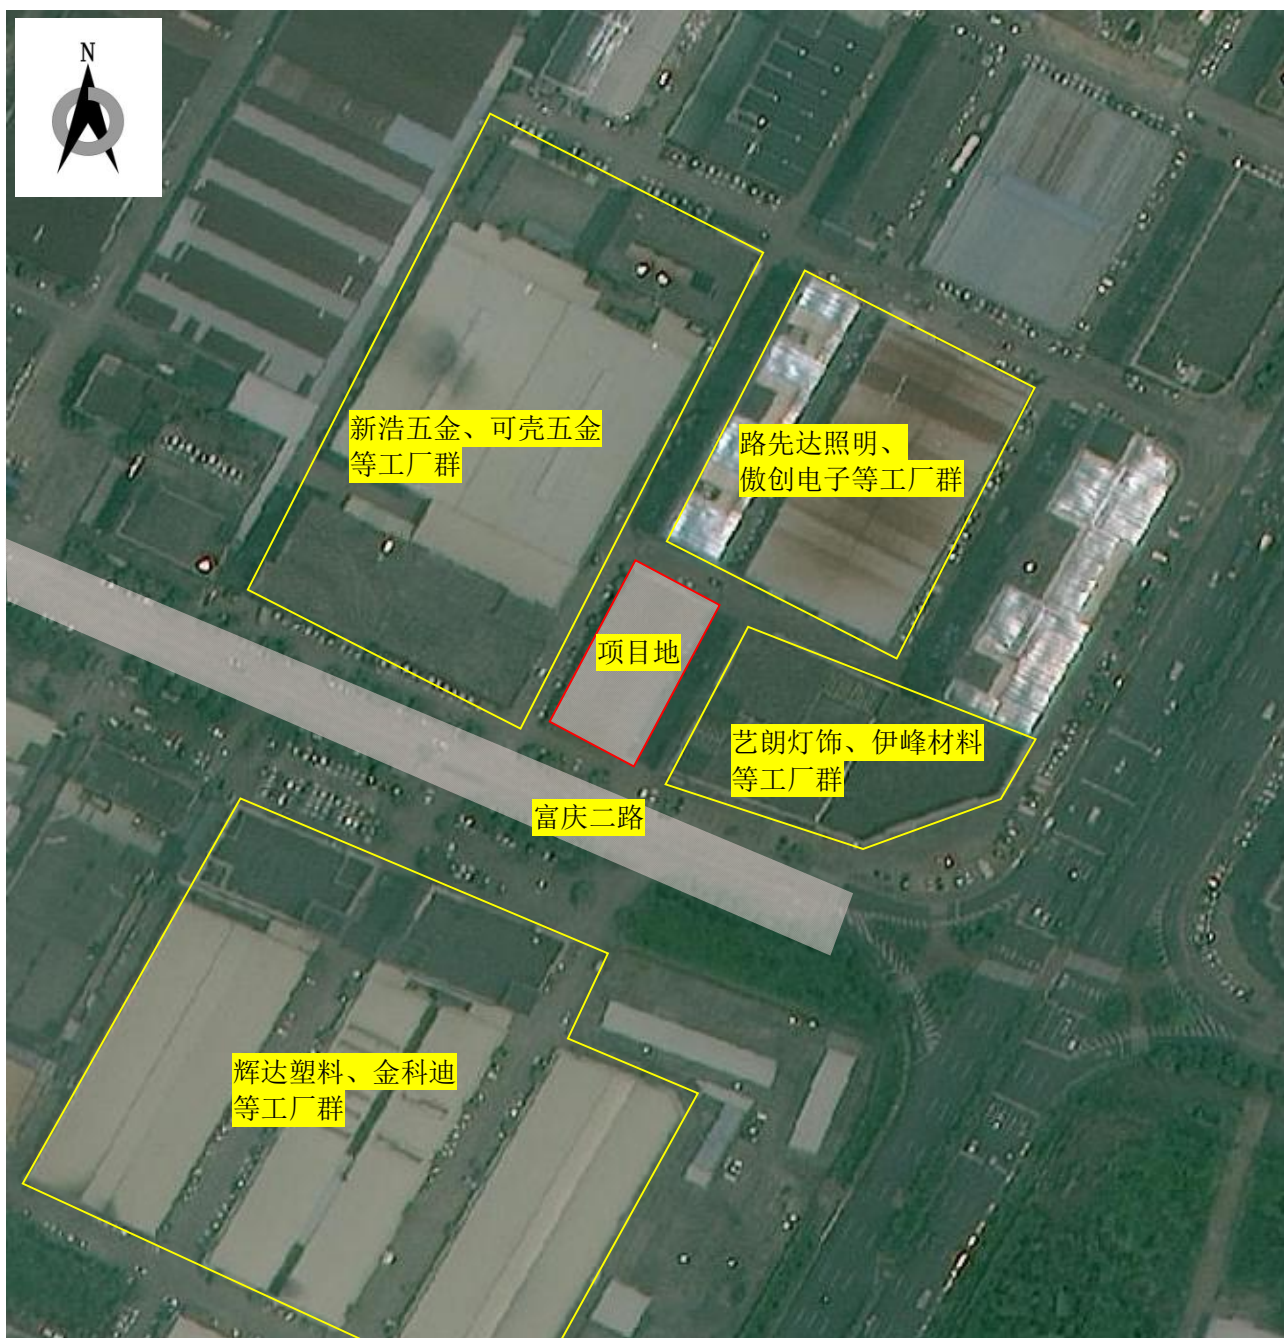 N
新浩五金、可壳五金
等工厂群
路先达照明、
傲创电子等工厂群
项目地
艺朗灯饰、伊峰材料
等工厂群
富庆二路
辉达塑料、金科迪
等工厂群